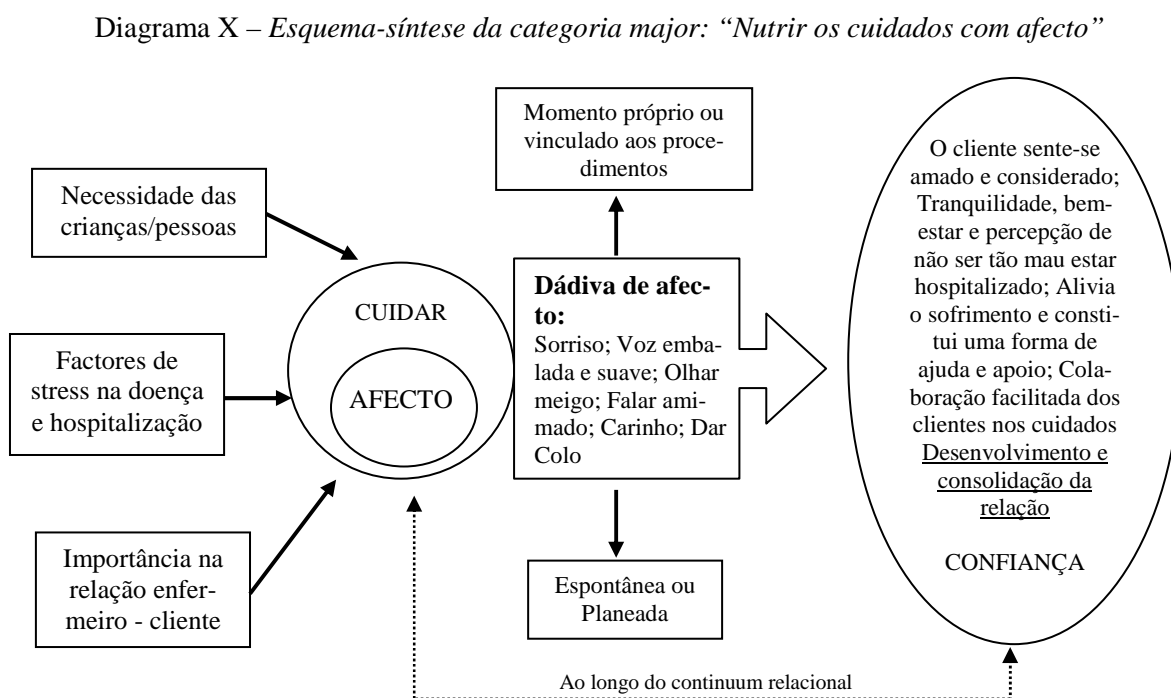 Diagrama X – Esquema-síntese da categoria major: “Nutrir os cuidados com afecto”
Momento próprio ou
vinculado aos proce-
dimentos
Necessidade das
crianças/pessoas
Factores de
stress na doença
e hospitalização
Importância na
relação enfer-
meiro - cliente
CUIDAR
AFECTO
Dádiva de afec-
to:
Sorriso; Voz emba-
lada e suave; Olhar
meigo; Falar ami-
mado; Carinho; Dar
Colo
Espontânea ou
Planeada
O cliente sente-se
amado e considerado;
Tranquilidade, bem-
estar e percepção de
não ser tão mau estar
hospitalizado; Alivia
o sofrimento e consti-
tui uma forma de
ajuda e apoio; Cola-
boração facilitada dos
clientes nos cuidados
Desenvolvimento e
consolidação da
relação
CONFIANÇA
Ao longo do continuum relacional